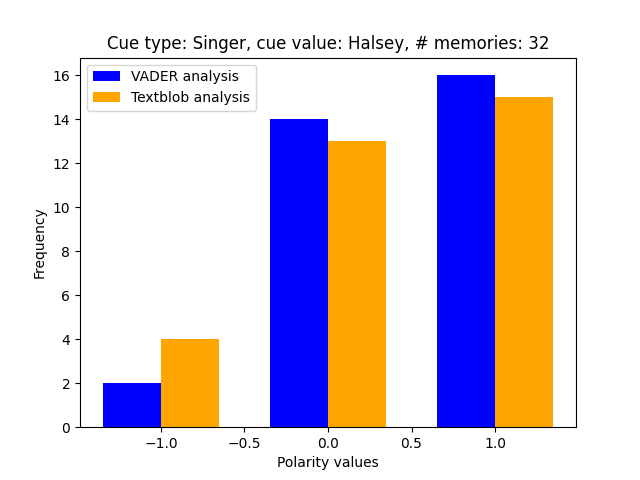 Cue type: Singer, cue value: Halsey, # memories: 32
VADER analysis
Textblob analysis
Frequency
16
14
12
10
8
6
4
2
0
−1.0 −0.5 0.0 0.5 1.0
Polarity values